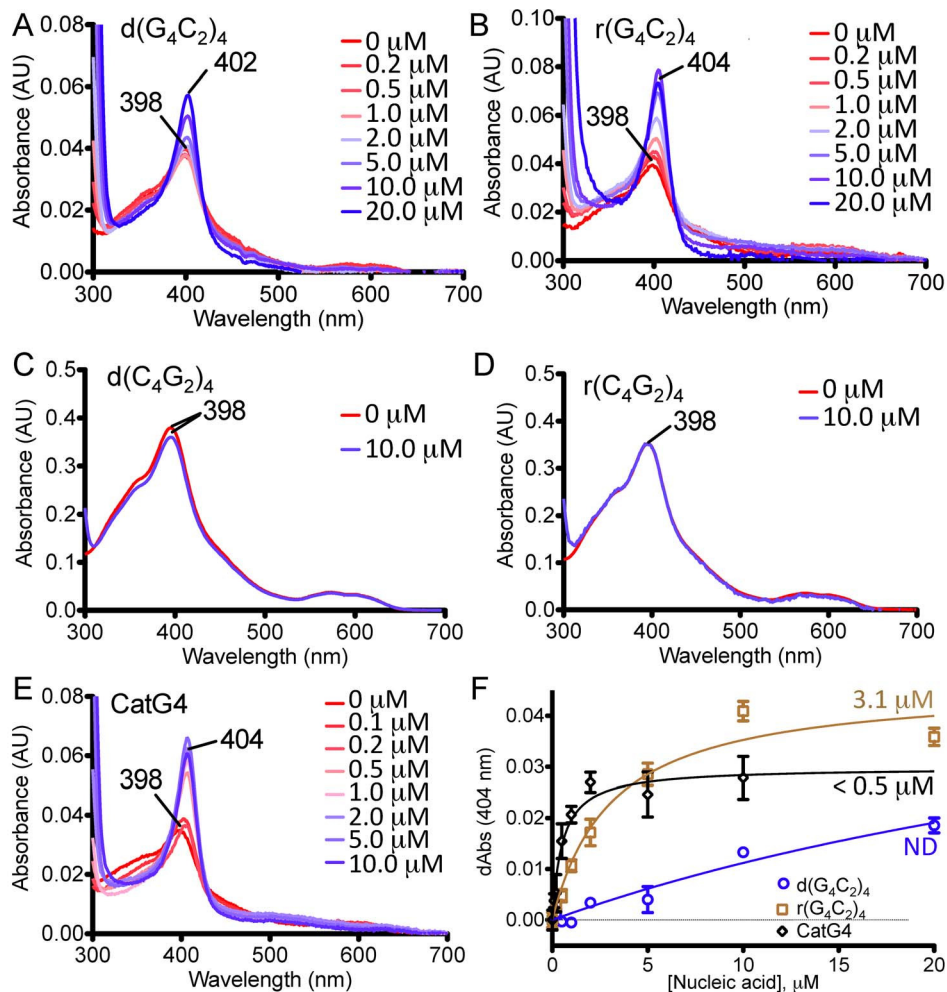 A
d(G₄C₂)₄
Absorbance (AU)
0.08
0.06
0.04
0.02
0.00
398
402
0 μM
0.2 μM
0.5 μM
1.0 μM
2.0 μM
5.0 μM
10.0 μM
20.0 μM
300 400 500 600 700
Wavelength (nm)
B
r(G₄C₂)₄
Absorbance (AU)
0.10
0.08
0.06
0.04
0.02
0.00
398
404
0 μM
0.2 μM
0.5 μM
1.0 μM
2.0 μM
5.0 μM
10.0 μM
20.0 μM
300 400 500 600 700
Wavelength (nm)
C
d(C₄G₂)₄
Absorbance (AU)
0.5
0.4
0.3
0.2
0.1
0.0
398
0 μM
10.0 μM
300 400 500 600 700
Wavelength (nm)
D
r(C₄G₂)₄
Absorbance (AU)
0.5
0.4
0.3
0.2
0.1
0.0
398
0 μM
10.0 μM
300 400 500 600 700
Wavelength (nm)
E
CatG4
Absorbance (AU)
0.08
0.06
0.04
0.02
0.00
398
404
0 μM
0.1 μM
0.2 μM
0.5 μM
1.0 μM
2.0 μM
5.0 μM
10.0 μM
300 400 500 600 700
Wavelength (nm)
F
dAbs (404 nm)
0.04
0.03
0.02
0.01
0.00
3.1 μM
< 0.5 μM
ND
d(G₄C₂)₄
r(G₄C₂)₄
CatG4
0 5 10 15 20
[Nucleic acid], μM